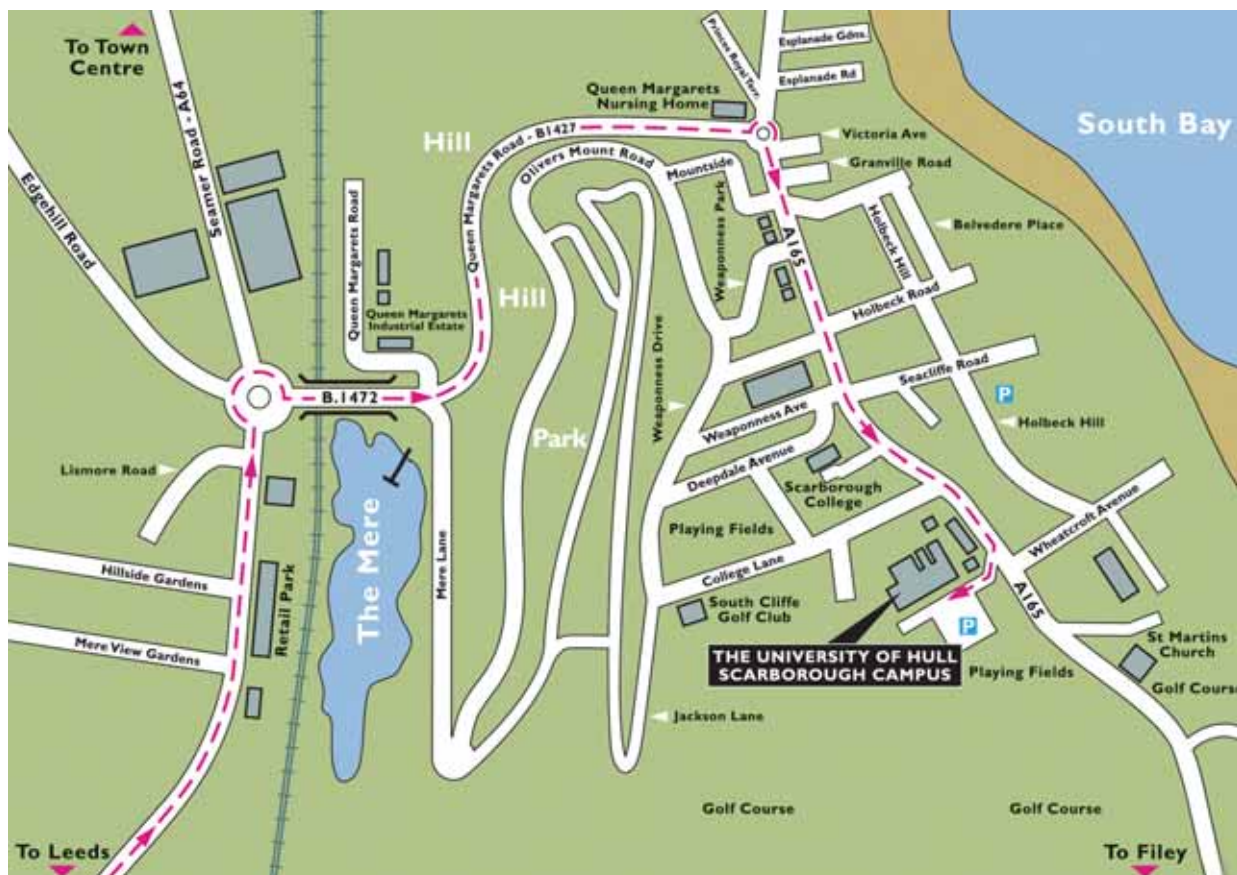 To Town
Centre
Seamer Road - A64
Edgehill Road
Princes Royal Terr.
Esplanade Gdns.
Esplanade Rd
Queen Margarets
Nursing Home
South Bay
Victoria Ave
Granville Road
Hill
Queen Margarets Road - B1427
Olivers Mount Road
Mountside
Weaponness Park
A165
Holbeck Hill
Belvedere Place
Queen Margarets Road
Hill
Queen Margarets
Industrial Estate
Holbeck Road
Weaponness Drive
Seacliffe Road
B.1472
P
Holbeck Hill
Park
Weaponness Ave
Lismore Road
Deepdale Avenue
Scarborough
College
Wheatcroft Avenue
The Mere
Mere Lane
Playing Fields
College Lane
Hillside Gardens
Retail Park
South Cliffe
Golf Club
A165
P
Mere View Gardens
THE UNIVERSITY OF HULL
SCARBOROUGH CAMPUS
Playing Fields
St Martins
Church
Golf Course
Jackson Lane
Golf Course
Golf Course
To Leeds
To Filey